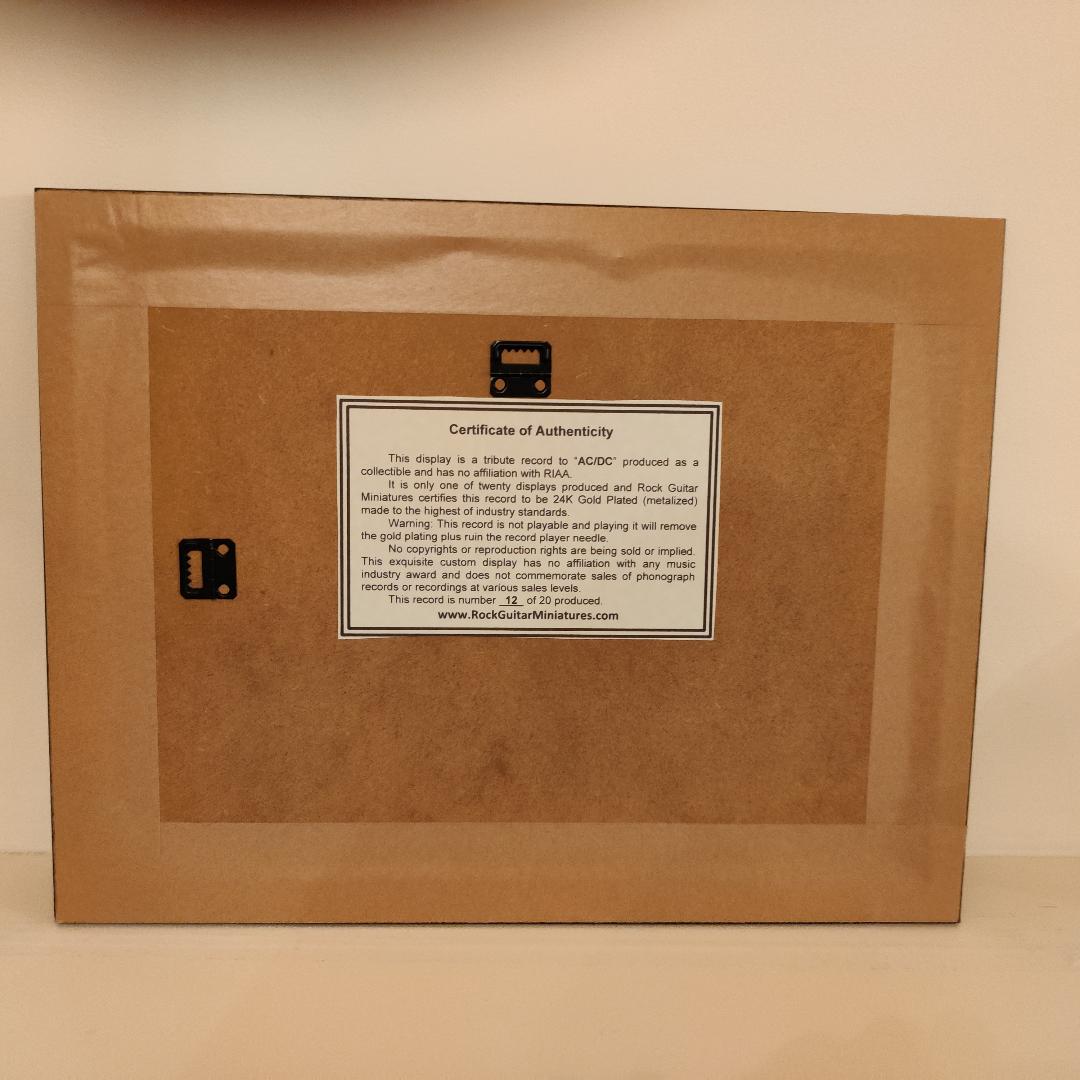 Certificate of Authenticity
This display is a tribute record to "AC/DC" produced as a
collectible and has no affiliation with RIAA.
It is only one of twenty displays produced and Rock Guitar
Miniatures certifies this record to be 24K Gold Plated (metalized)
made to the highest of industry standards.
Warning: This record is not playable and playing it will remove
the gold plating plus ruin the record player needle.
No copyrights or reproduction rights are being sold or implied.
This exquisite custom display has no affiliation with any music
industry award and does not commemorate sales of phonograph
records or recordings at various sales levels.
This record is number 12 of 20 produced.
www.RockGuitarMiniatures.com